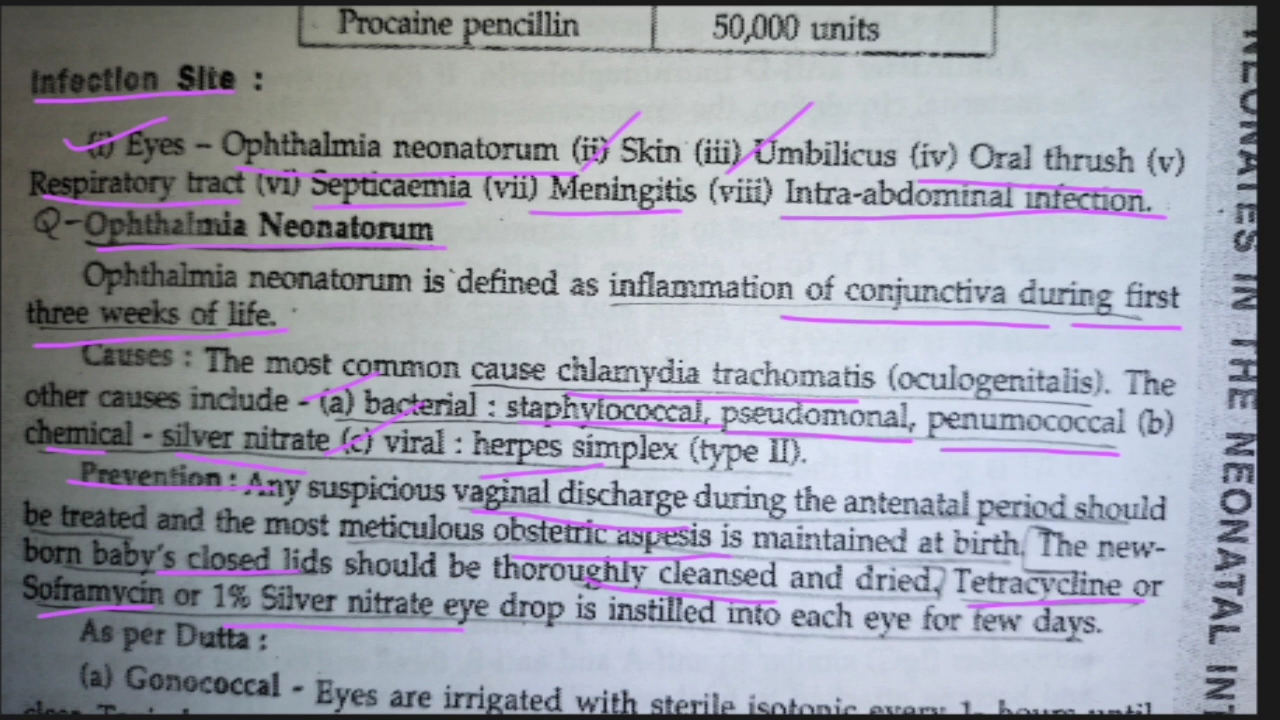 Procaine pencillin 50,000 units
Infection Site :
(i) Eyes – Ophthalmia neonatorum (ii) Skin (iii) Umbilicus (iv) Oral thrush (v)
Respiratory tract (vi) Septicaemia (vii) Meningitis (viii) Intra-abdominal infection.
Q- Ophthalmia Neonatorum
Ophthalmia neonatorum is defined as inflammation of conjunctiva during first
three weeks of life.
Causes : The most common cause chlamydia trachomatis (oculogenitalis). The
other causes include - (a) bacterial : staphylococcal, pseudomonal, penumococcal (b)
chemical - silver nitrate (c) viral : herpes simplex (type II).
Prevention : Any suspicious vaginal discharge during the antenatal period should
be treated and the most meticulous obstetric aspesis is maintained at birth. The new-
born baby's closed lids should be thoroughly cleansed and dried, Tetracycline or
Soframycin or 1% Silver nitrate eye drop is instilled into each eye for few days.
As per Dutta :
(a) Gonococcal - Eyes are irrigated with sterile isotonic every 1- hours until
NEONATES IN THE NEONATAL INT